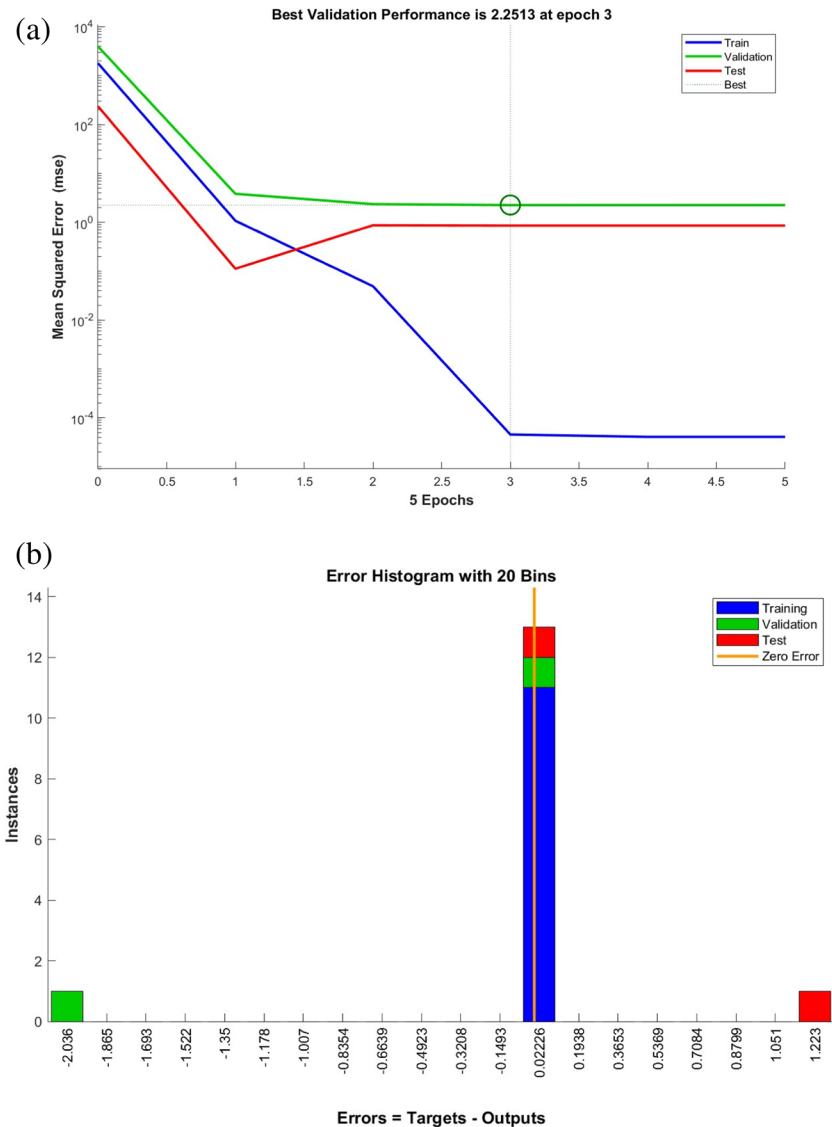 (a)
Best Validation Performance is 2.2513 at epoch 3
Train
Validation
Test
Best
Mean Squared Error (mse)
10^4
10^2
10^0
10^-2
10^-4
0 0.5 1 1.5 2 2.5 3 3.5 4 4.5 5
5 Epochs
(b)
Error Histogram with 20 Bins
Training
Validation
Test
Zero Error
Instances
14
12
10
8
6
4
2
0
-2.036 -1.865 -1.693 -1.522 -1.35 -1.178 -1.007 -0.8354 -0.6639 -0.4923 -0.3208 -0.1493 0.02226 0.1938 0.3653 0.5369 0.7084 0.8799 1.051 1.223
Errors = Targets - Outputs